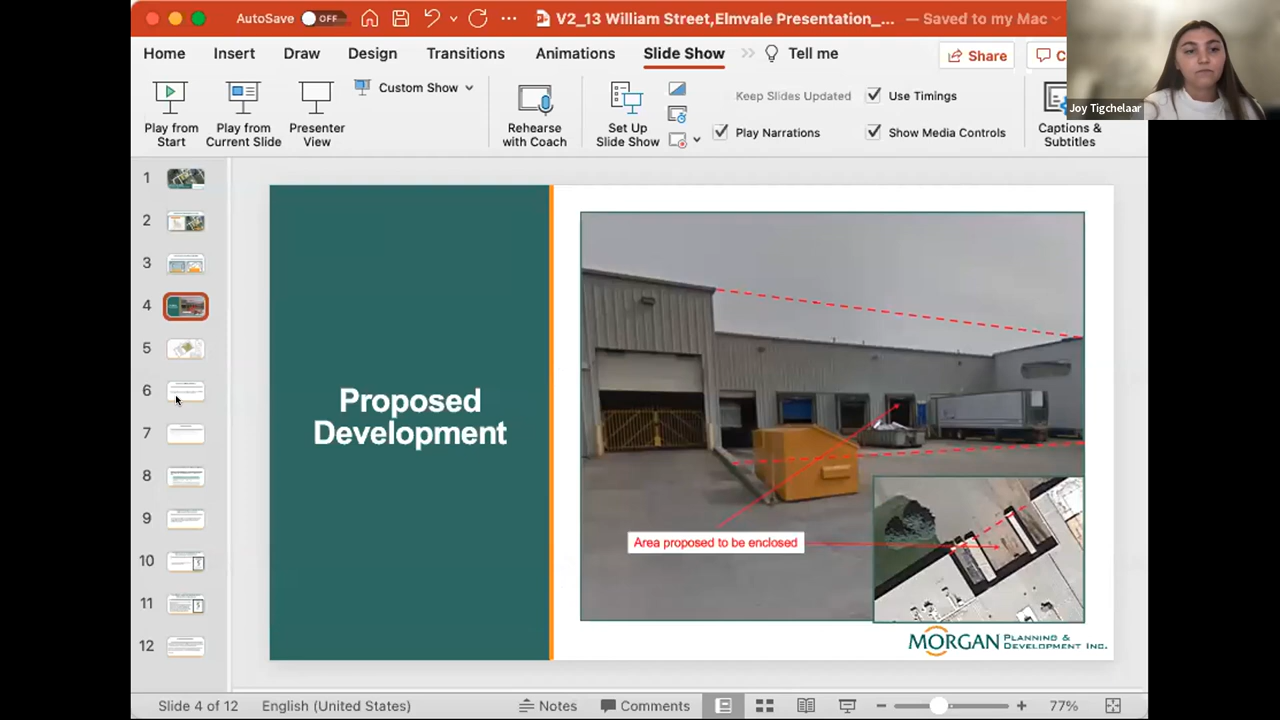 AutoSave OFF
V2_13 William Street,Elmvale Presentation_... — Saved to my Mac
Home Insert Draw Design Transitions Animations Slide Show Tell me Share C
Joy Tigchelaar
Play from Start
Play from Current Slide
Presenter View
Custom Show
Rehearse with Coach
Set Up Slide Show
Keep Slides Updated
Use Timings
Play Narrations
Show Media Controls
Captions & Subtitles
1
2
3
4
5
6
7
8
9
10
11
12
Proposed
Development
Area proposed to be enclosed
MORGAN PLANNING & DEVELOPMENT INC.
Slide 4 of 12 English (United States) Notes Comments 77%